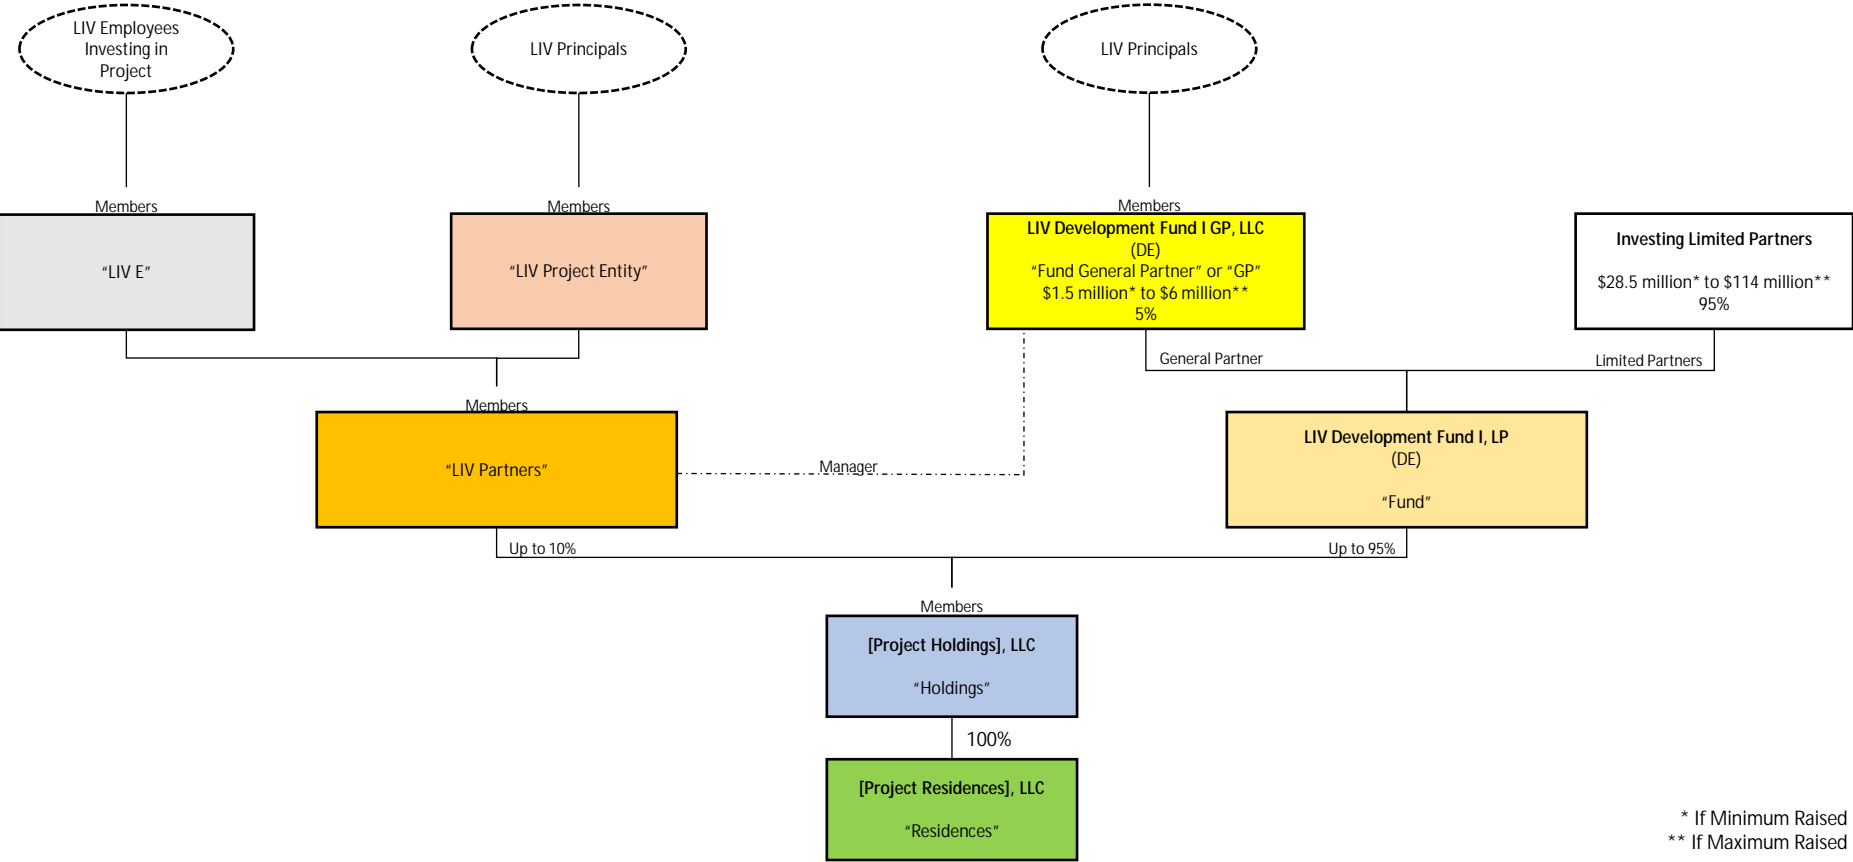 LIV Employees
Investing in
Project
LIV Principals
LIV Principals
Members
Members
Members
“LIV E”
“LIV Project Entity”
LIV Development Fund I GP, LLC
(DE)
“Fund General Partner” or “GP”
$1.5 million* to $6 million**
5%
Investing Limited Partners
$28.5 million* to $114 million**
95%
General Partner
Limited Partners
Members
“LIV Partners”
Manager
LIV Development Fund I, LP
(DE)
“Fund”
Up to 10%
Up to 95%
Members
[Project Holdings], LLC
“Holdings”
100%
[Project Residences], LLC
“Residences”
* If Minimum Raised
** If Maximum Raised